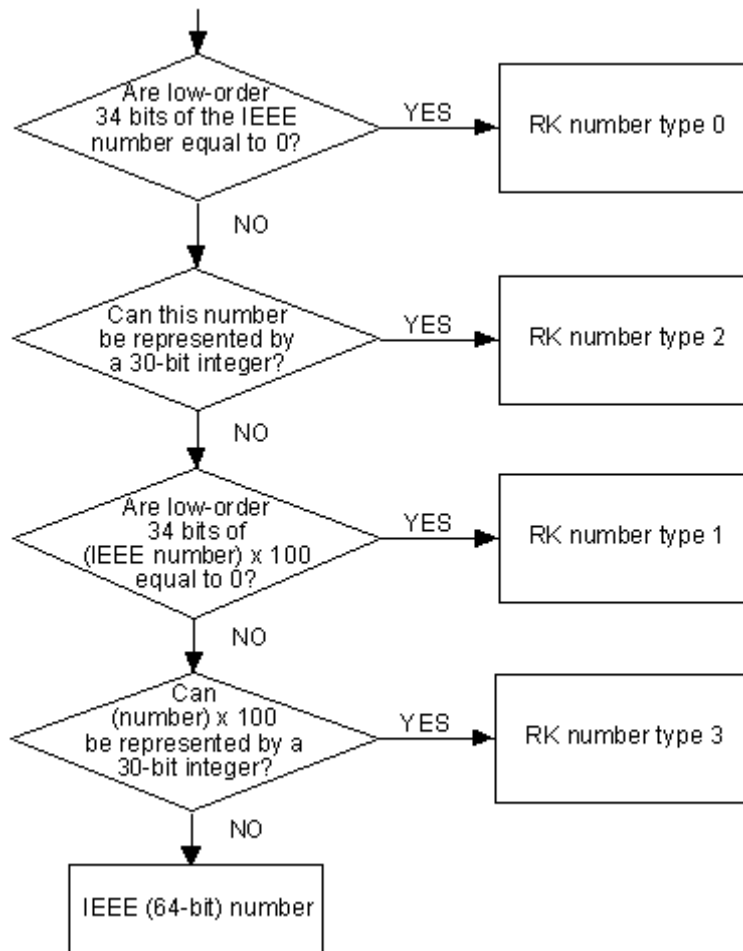 Are low-order
34 bits of the IEEE
number equal to 0?
YES
RK number type 0
NO
Can this number
be represented by
a 30-bit integer?
YES
RK number type 2
NO
Are low-order
34 bits of
(IEEE number) x 100
equal to 0?
YES
RK number type 1
NO
Can
(number) x 100
be represented by a
30-bit integer?
YES
RK number type 3
NO
IEEE (64-bit) number